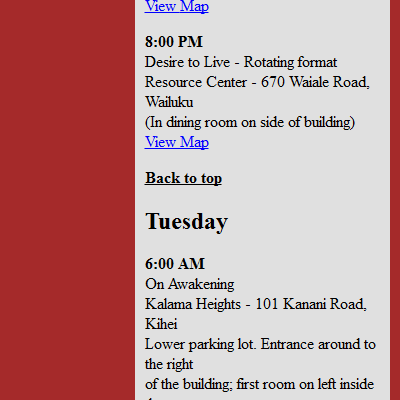 View Map
8:00 PM
Desire to Live - Rotating format
Resource Center - 670 Waiale Road,
Wailuku
(In dining room on side of building)
View Map
Back to top
Tuesday
6:00 AM
On Awakening
Kalama Heights - 101 Kanani Road,
Kihei
Lower parking lot. Entrance around to
the right
of the building; first room on left inside